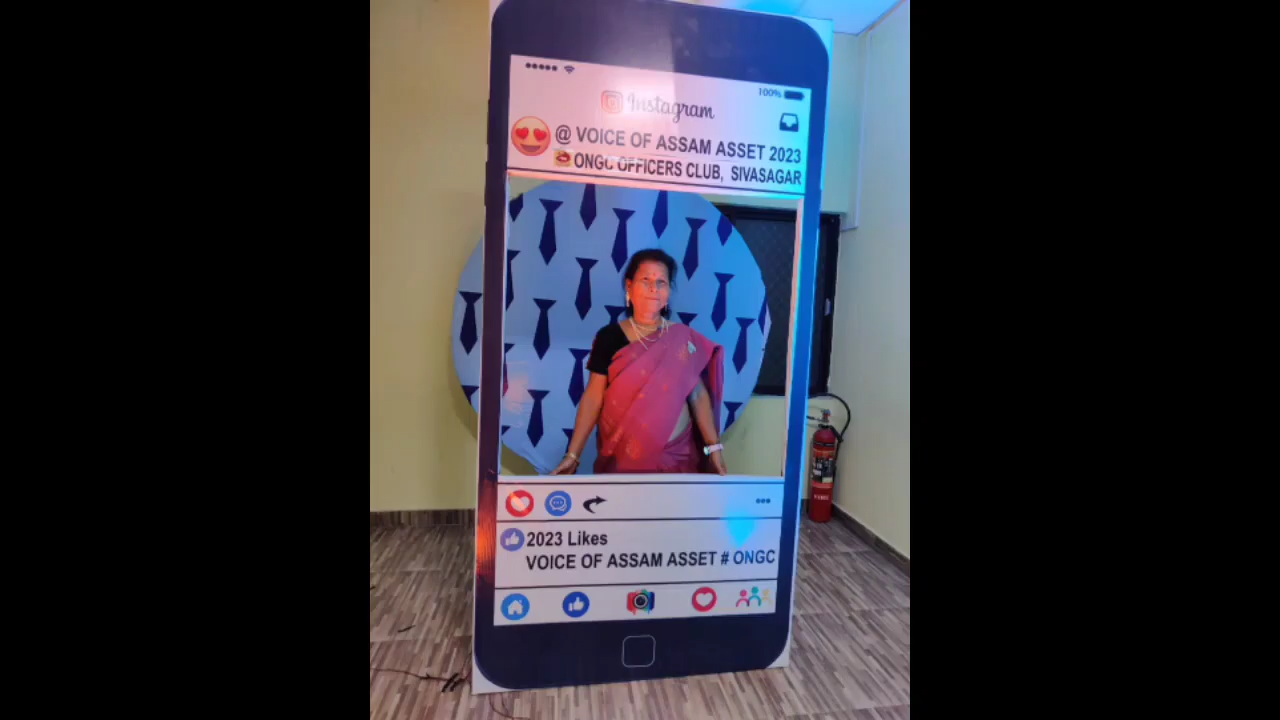 100%
Instagram
@ VOICE OF ASSAM ASSET 2023
ONGC OFFICERS CLUB, SIVASAGAR
2023 Likes
VOICE OF ASSAM ASSET # ONGC